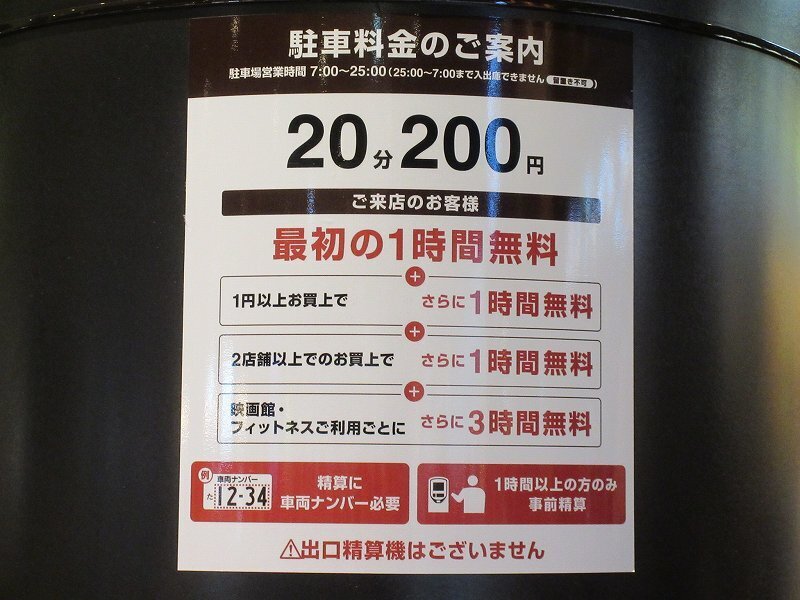 駐車料金のご案内
駐車場営業時間 7:00～25:00(25:00～7:00まで入出庫できません 留置き不可)
20分 200円
ご来店のお客様
最初の1時間無料
+
1円以上お買上で さらに1時間無料
+
2店舗以上でのお買上で さらに1時間無料
+
映画館・
フィットネスご利用ごとに さらに3時間無料
例 車両ナンバー
た 12-34
精算に
車両ナンバー必要
1時間以上の方のみ
事前精算
⚠出口精算機はございません